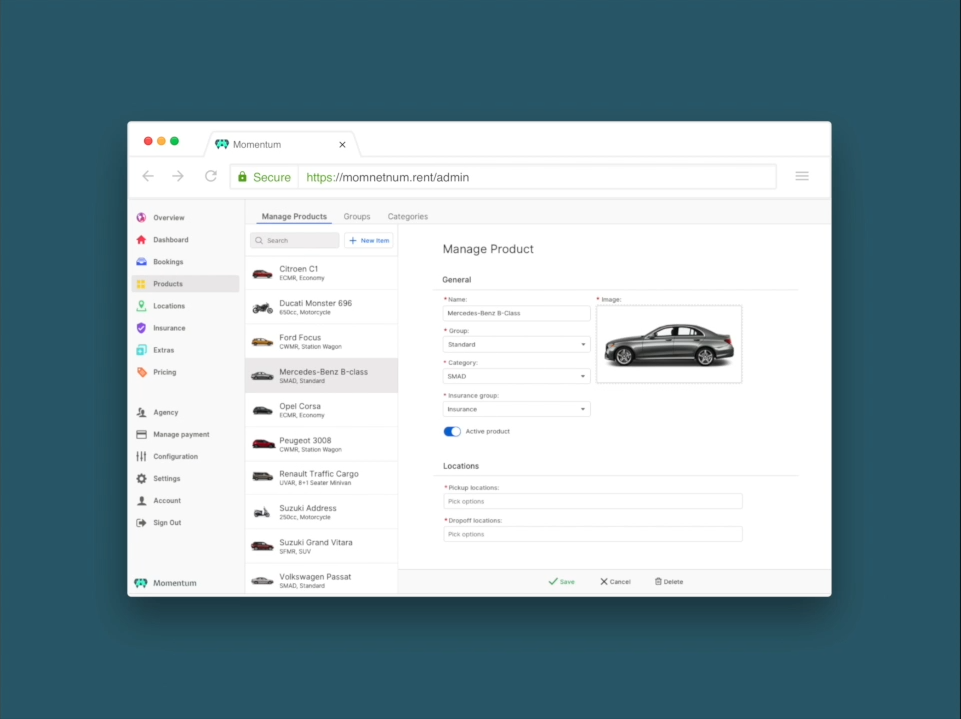 Momentum
Secure https://momnetnum.rent/admin
Overview
Dashboard
Bookings
Products
Locations
Insurance
Extras
Pricing
Agency
Manage payment
Configuration
Settings
Account
Sign Out
Momentum
Manage Products Groups Categories
Search + New Item
Citroen C1
ECMR, Economy
Ducati Monster 696
650cc, Motorcycle
Ford Focus
CWMR, Station Wagon
Mercedes-Benz B-class
SMAD, Standard
Opel Corsa
ECMR, Economy
Peugeot 3008
CWMR, Station Wagon
Renault Traffic Cargo
UVAR, 8+1 Seater Minivan
Suzuki Address
250cc, Motorcycle
Suzuki Grand Vitara
SFMR, SUV
Volkswagen Passat
SMAD, Standard
Manage Product
General
* Name:
Mercedes-Benz B-Class
* Group:
Standard
* Category:
SMAD
* Insurance group:
Insurance
Active product
* Image:
Locations
* Pickup locations:
Pick options
* Dropoff locations:
Pick options
Save Cancel Delete